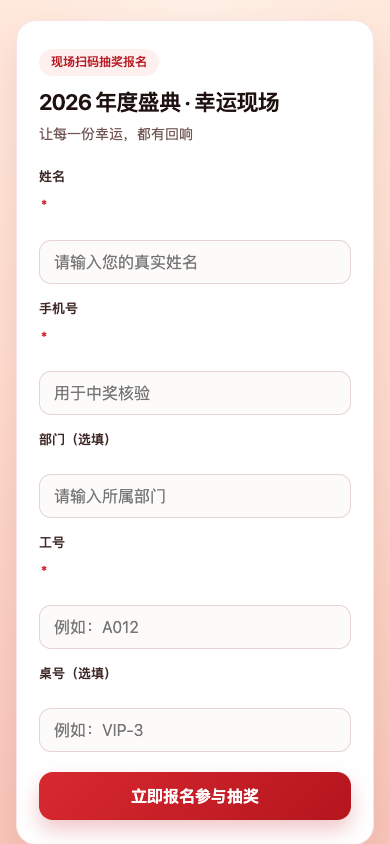 现场扫码抽奖报名
2026 年度盛典 · 幸运现场
让每一份幸运，都有回响
姓名
*
请输入您的真实姓名
手机号
*
用于中奖核验
部门（选填）
请输入所属部门
工号
*
例如：A012
桌号（选填）
例如：VIP-3
立即报名参与抽奖